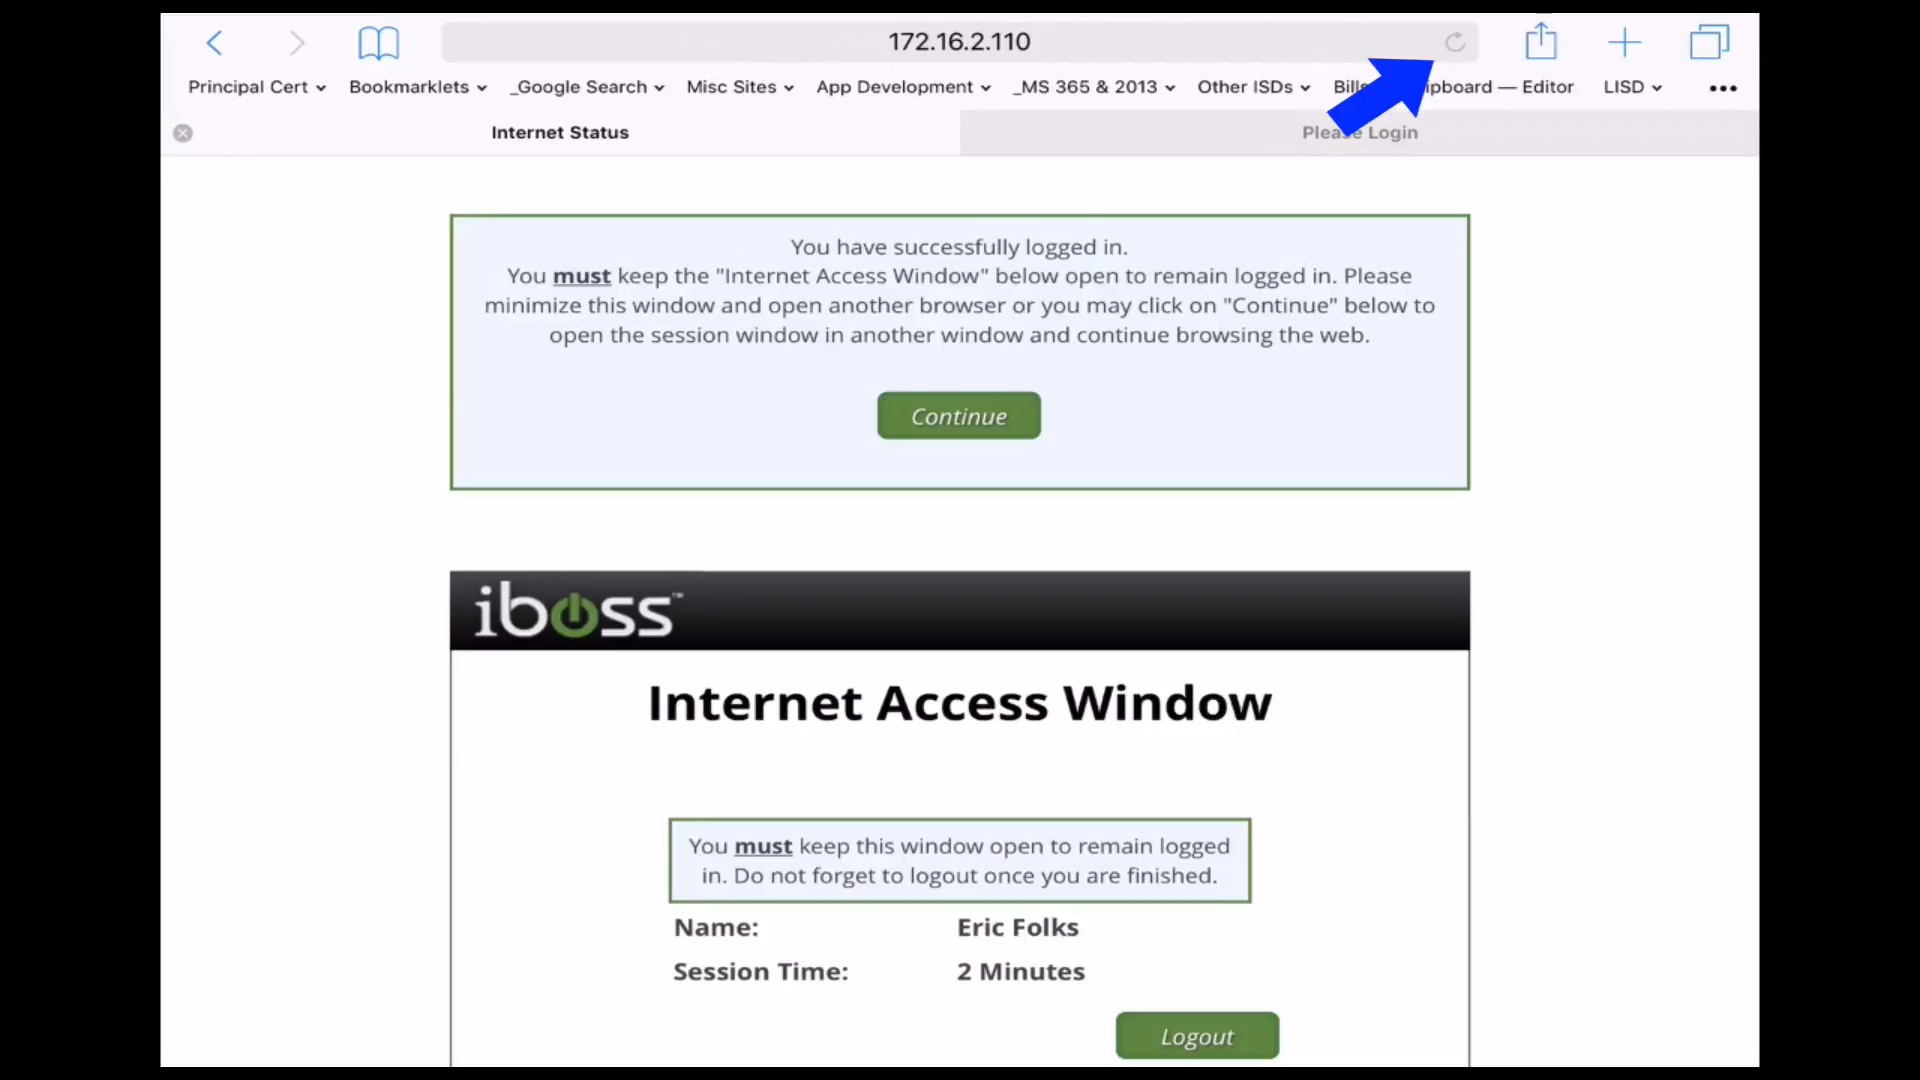 172.16.2.110
Principal Cert Bookmarklets _Google Search Misc Sites App Development _MS 365 & 2013 Other ISDs ipboard — Editor LISD •••
Internet Status Please Login
You have successfully logged in.
You must keep the "Internet Access Window" below open to remain logged in. Please
minimize this window and open another browser or you may click on "Continue" below to
open the session window in another window and continue browsing the web.
Continue
iboss™
Internet Access Window
You must keep this window open to remain logged
in. Do not forget to logout once you are finished.
Name: Eric Folks
Session Time: 2 Minutes
Logout